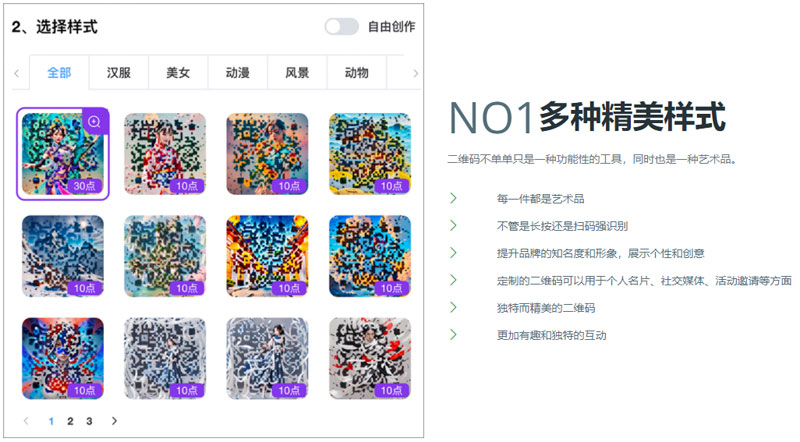 2、选择样式
自由创作
全部 汉服 美女 动漫 风景 动物
30点 10点 10点 10点
10点 10点 10点 10点
10点 10点 10点 10点
1 2 3
NO1多种精美样式
二维码不单单只是一种功能性的工具，同时也是一种艺术品。
每一件都是艺术品
不管是长按还是扫码强识别
提升品牌的知名度和形象，展示个性和创意
定制的二维码可以用于个人名片、社交媒体、活动邀请等方面
独特而精美的二维码
更加有趣和独特的互动